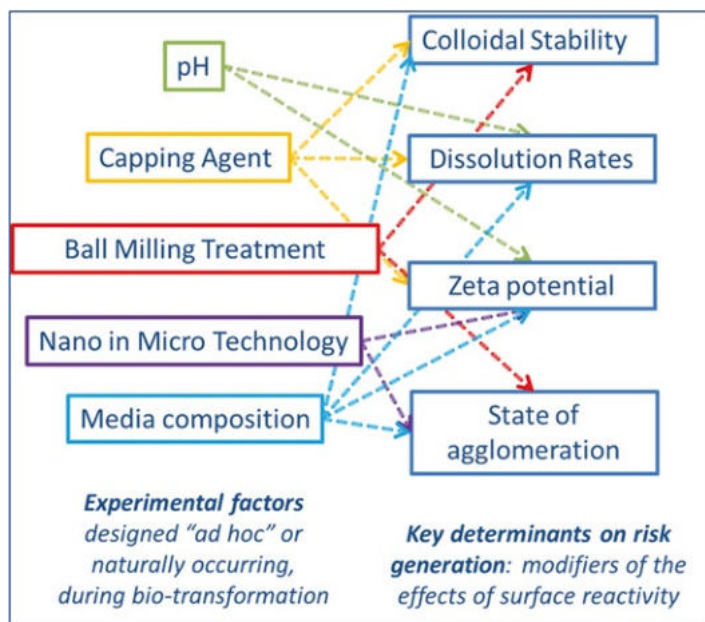 pH
Capping Agent
Ball Milling Treatment
Nano in Micro Technology
Media composition
Experimental factors
designed “ad hoc” or
naturally occurring,
during bio-transformation
Colloidal Stability
Dissolution Rates
Zeta potential
State of
agglomeration
Key determinants on risk
generation: modifiers of the
effects of surface reactivity